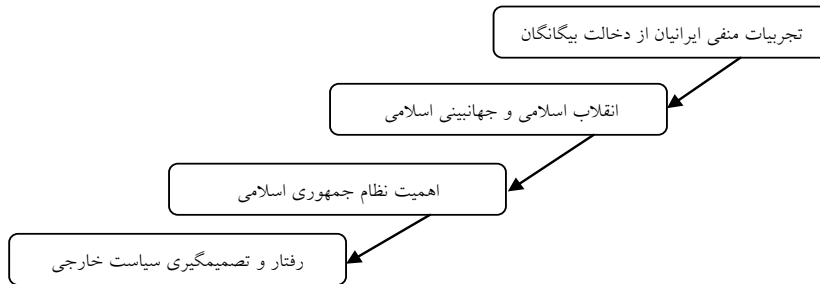 تجربیات منفی ایرانیان از دخالت بیگانگان
انقلاب اسلامی و جهانبینی اسلامی
اهمیت نظام جمهوری اسلامی
رفتار و تصمیمگیری سیاست خارجی